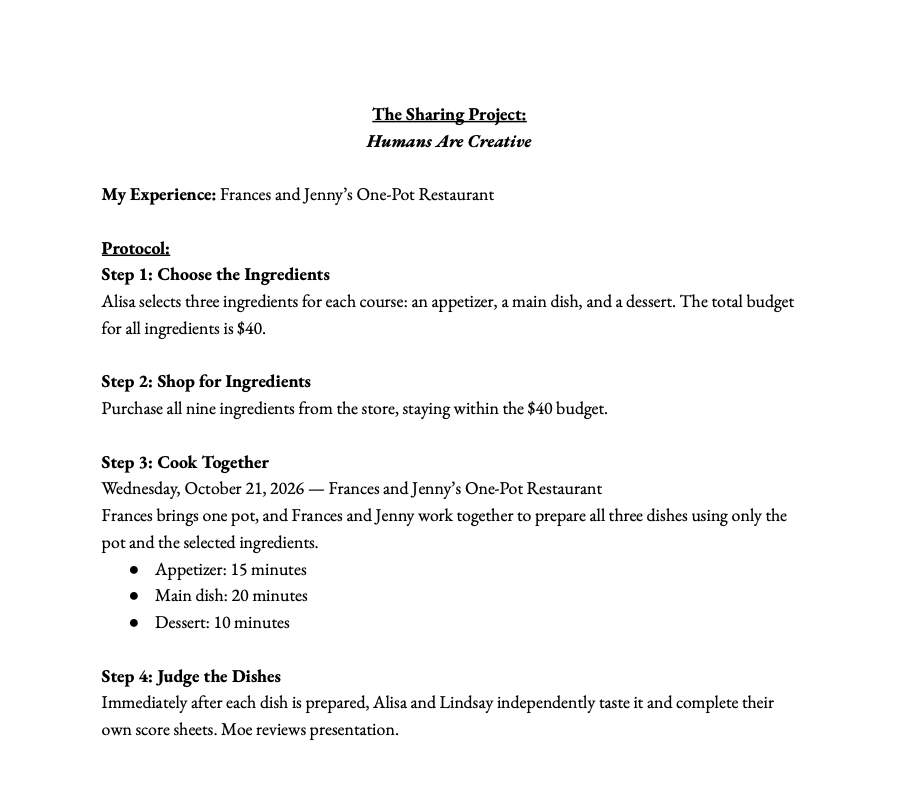 The Sharing Project:
Humans Are Creative
My Experience: Frances and Jenny’s One-Pot Restaurant
Protocol:
Step 1: Choose the Ingredients
Alisa selects three ingredients for each course: an appetizer, a main dish, and a dessert. The total budget
for all ingredients is $40.
Step 2: Shop for Ingredients
Purchase all nine ingredients from the store, staying within the $40 budget.
Step 3: Cook Together
Wednesday, October 21, 2026 — Frances and Jenny’s One-Pot Restaurant
Frances brings one pot, and Frances and Jenny work together to prepare all three dishes using only the
pot and the selected ingredients.
● Appetizer: 15 minutes
● Main dish: 20 minutes
● Dessert: 10 minutes
Step 4: Judge the Dishes
Immediately after each dish is prepared, Alisa and Lindsay independently taste it and complete their
own score sheets. Moe reviews presentation.